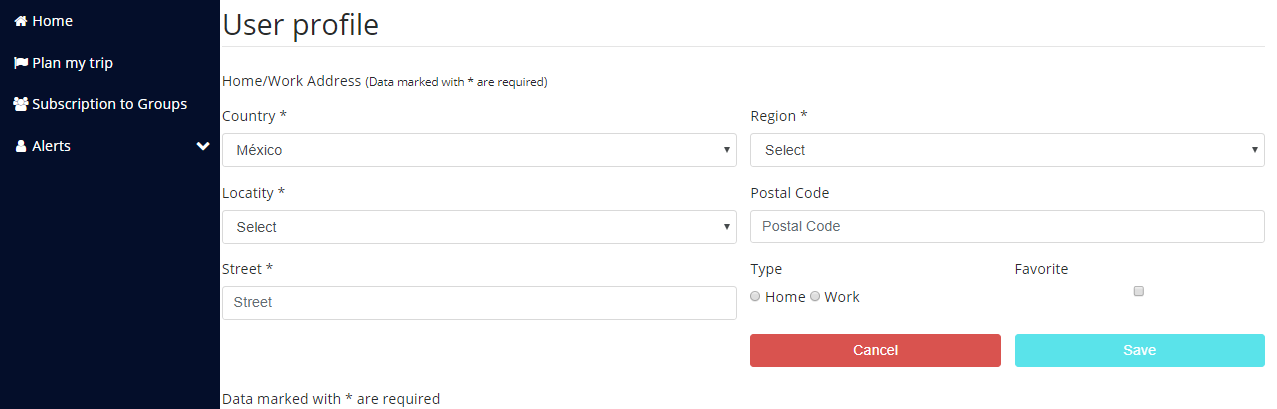 Home
Plan my trip
Subscription to Groups
Alerts
User profile
Home/Work Address (Data marked with * are required)
Country *
Region *
México
Select
Locatity *
Postal Code
Select
Postal Code
Street *
Type
Favorite
Street
Home Work
Cancel
Save
Data marked with * are required